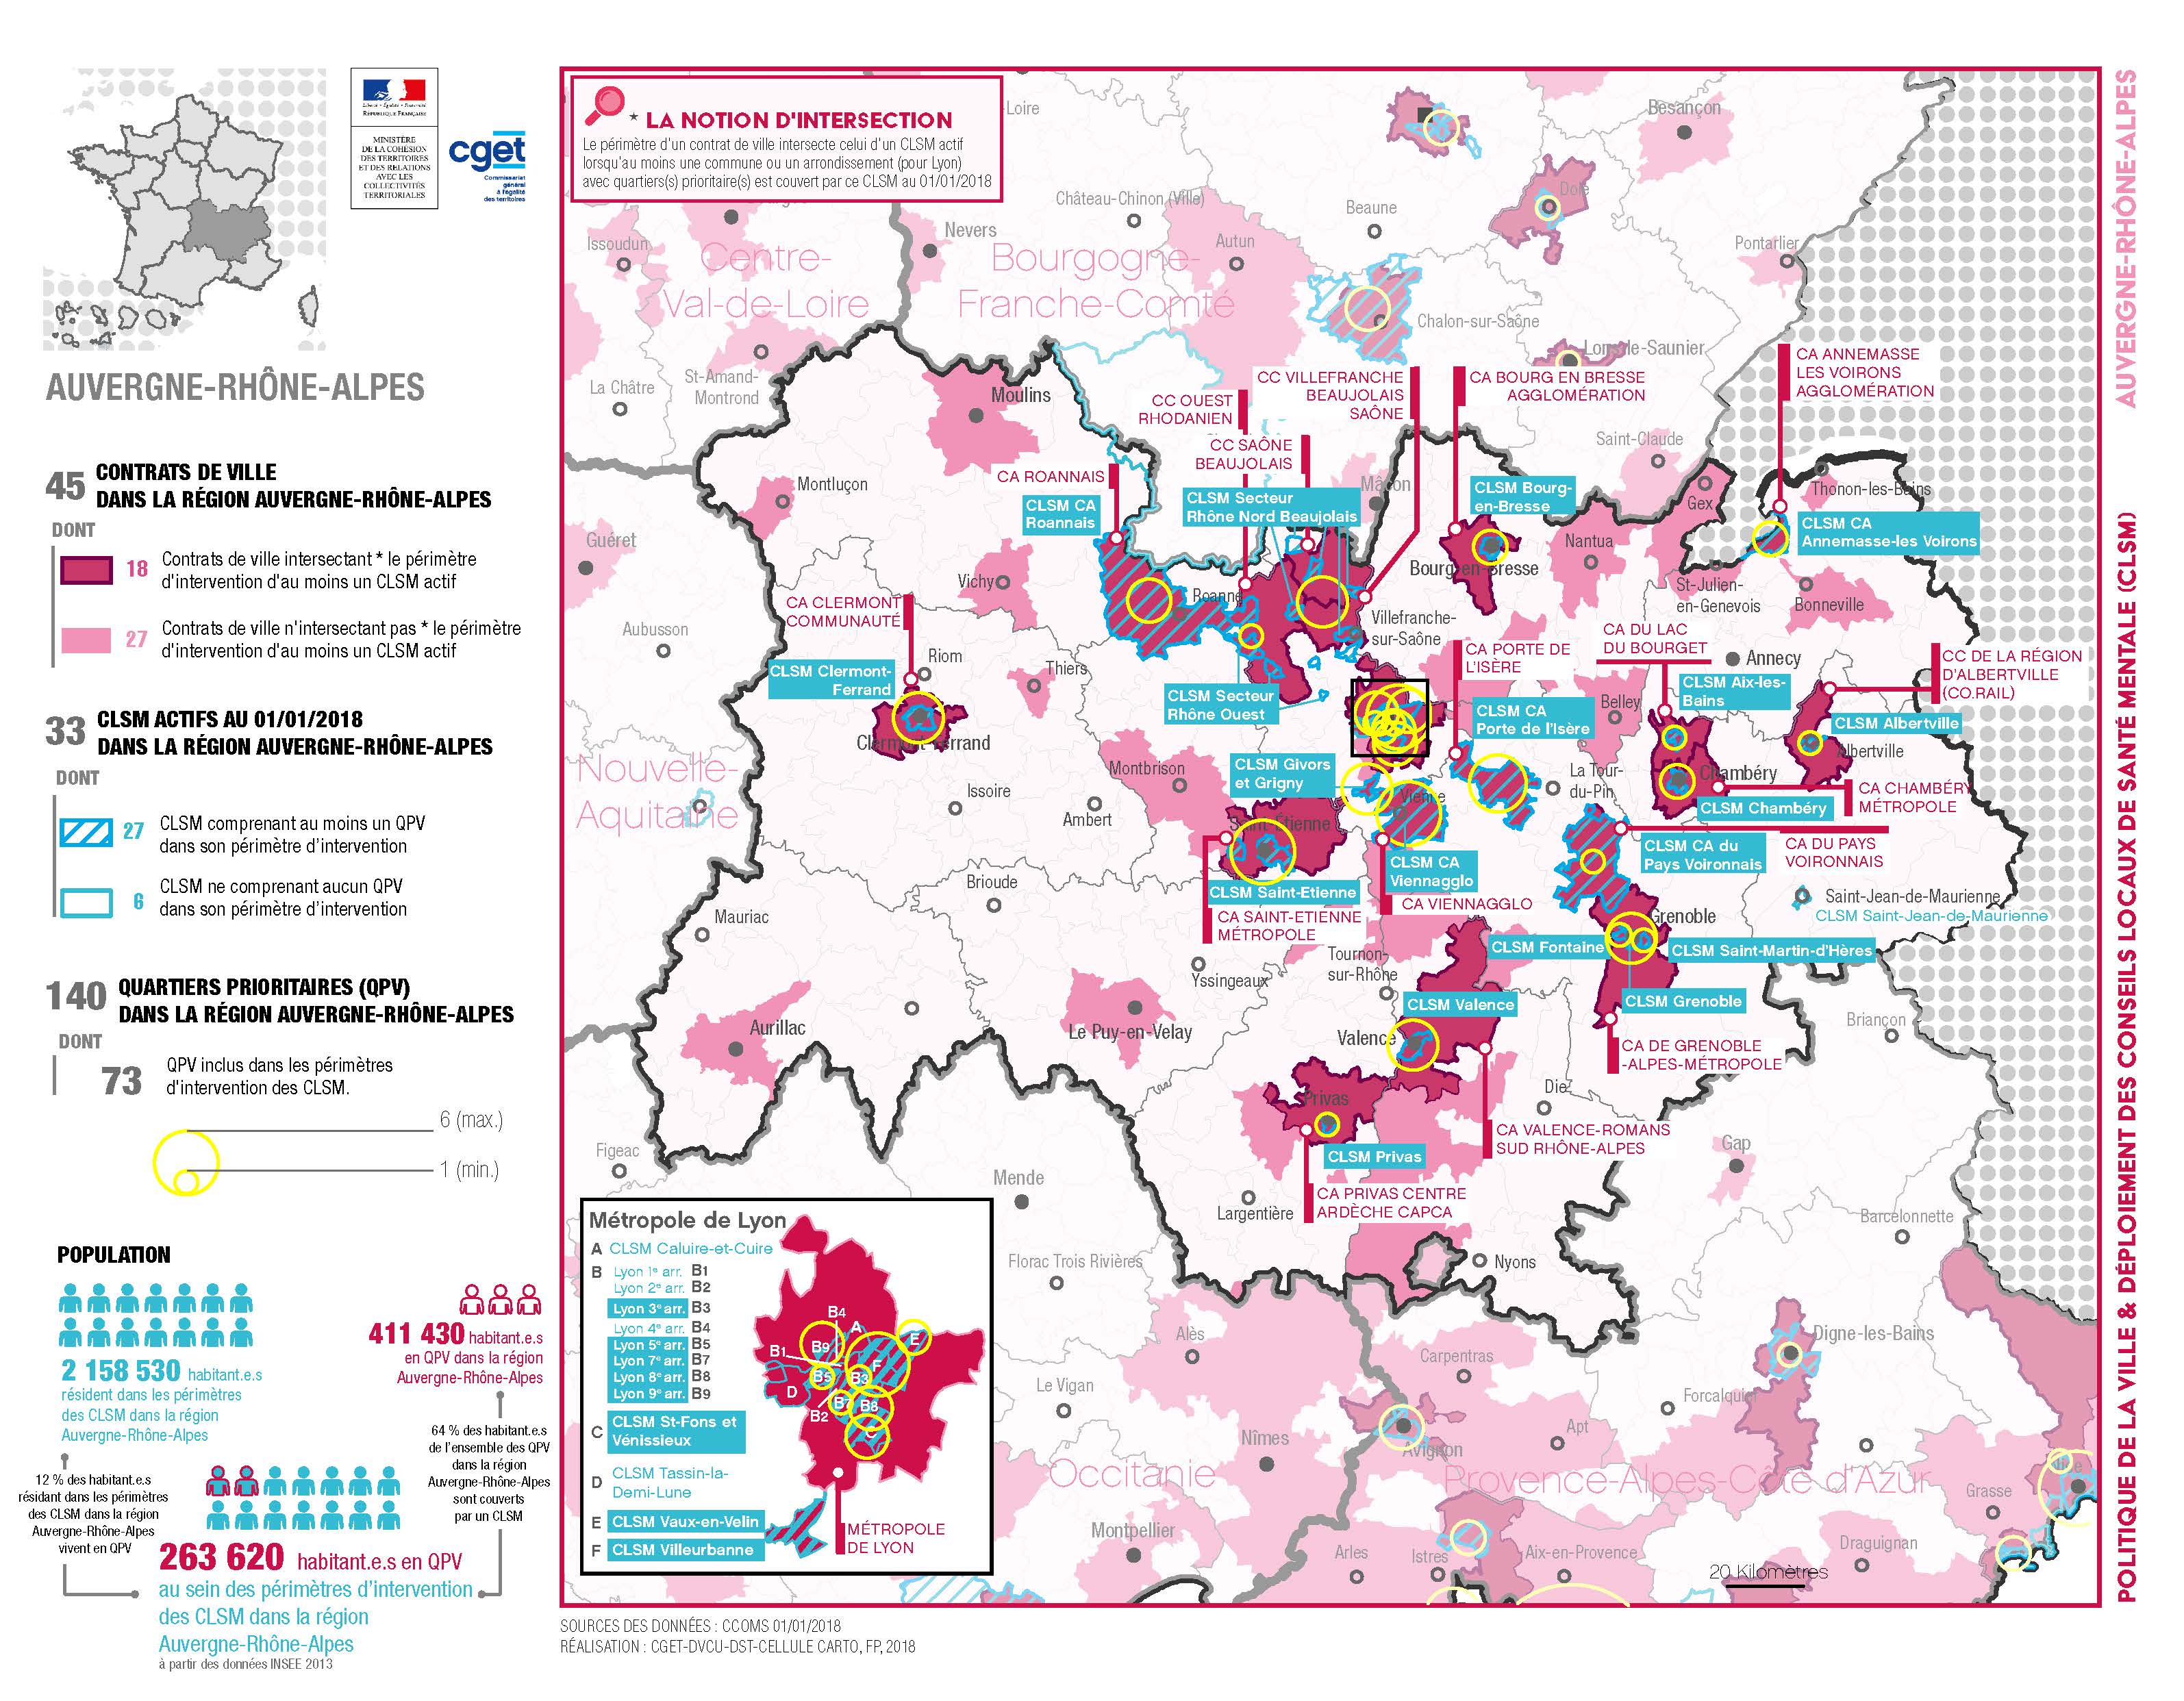 Liberté • Égalité • Fraternité
RÉPUBLIQUE FRANÇAISE
MINISTÈRE
DE LA COHÉSION
DES TERRITOIRES
ET DES RELATIONS
AVEC LES
COLLECTIVITÉS
TERRITORIALES
cget
Commissariat
général
à l'égalité
des territoires
AUVERGNE-RHÔNE-ALPES
45 CONTRATS DE VILLE
DANS LA RÉGION AUVERGNE-RHÔNE-ALPES
DONT
18 Contrats de ville intersectant * le périmètre
d'intervention d'au moins un CLSM actif
27 Contrats de ville n'intersectant pas * le périmètre
d'intervention d'au moins un CLSM actif
33 CLSM ACTIFS AU 01/01/2018
DANS LA RÉGION AUVERGNE-RHÔNE-ALPES
DONT
27 CLSM comprenant au moins un QPV
dans son périmètre d'intervention
6 CLSM ne comprenant aucun QPV
dans son périmètre d'intervention
140 QUARTIERS PRIORITAIRES (QPV)
DANS LA RÉGION AUVERGNE-RHÔNE-ALPES
DONT
73 QPV inclus dans les périmètres
d'intervention des CLSM.
6 (max.)
1 (min.)
POPULATION
2 158 530 habitant.e.s
résident dans les périmètres
des CLSM dans la région
Auvergne-Rhône-Alpes
411 430 habitant.e.s
en QPV dans la région
Auvergne-Rhône-Alpes
12 % des habitant.e.s
résidant dans les périmètres
des CLSM dans la région
Auvergne-Rhône-Alpes
vivent en QPV
64 % des habitant.e.s
de l'ensemble des QPV
dans la région
Auvergne-Rhône-Alpes
sont couverts
par un CLSM
263 620 habitant.e.s en QPV
au sein des périmètres d'intervention
des CLSM dans la région
Auvergne-Rhône-Alpes
à partir des données INSEE 2013
* LA NOTION D'INTERSECTION
Le périmètre d'un contrat de ville intersecte celui d'un CLSM actif
lorsqu'au moins une commune ou un arrondissement (pour Lyon)
avec quartiers(s) prioritaire(s) est couvert par ce CLSM au 01/01/2018
-Loire
Besançon
Château-Chinon (Ville)
Beaune
Dole
Nevers
Autun
Pontarlier
Issoudun
Centre-
Val-de-Loire
Bourgogne-
Franche-Comté
Chalon-sur-Saône
Lons-le-Saunier
La Châtre
St-Amand-
Montrond
Moulins
CC OUEST
RHODANIEN
CC VILLEFRANCHE
BEAUJOLAIS
SAÔNE
CA BOURG EN BRESSE
AGGLOMÉRATION
CA ANNEMASSE
LES VOIRONS
AGGLOMÉRATION
CC SAÔNE
BEAUJOLAIS
Saint-Claude
CA ROANNAIS
Montluçon
Mâcon
CLSM CA
Roannais
CLSM Secteur
Rhône Nord Beaujolais
CLSM Bourg-
en-Bresse
Gex
Thonon-les-Bains
CLSM CA
Annemasse-les Voirons
Guéret
Nantua
Bourg-en-Bresse
Vichy
Roanne
St-Julien-
en-Genevois
Bonneville
CA CLERMONT
COMMUNAUTÉ
Villefranche-
sur-Saône
Aubusson
CA DU LAC
DU BOURGET
Riom
CLSM Clermont-
Ferrand
Thiers
CA PORTE DE
L'ISÈRE
Annecy
CC DE LA RÉGION
D'ALBERTVILLE
(CO.RAIL)
CLSM Secteur
Rhône Ouest
Belley
CLSM Aix-les-
Bains
CLSM CA
Porte de l'Isère
CLSM Albertville
Clermont-Ferrand
Albertville
Nouvelle-
Aquitaine
Montbrison
CLSM Givors
et Grigny
La Tour-
du-Pin
Chambéry
CA CHAMBÉRY
MÉTROPOLE
Issoire
Vienne
CLSM Chambéry
Ambert
Saint-Étienne
CLSM CA du
Pays Voironnais
CA DU PAYS
VOIRONNAIS
CLSM CA
Viennagglo
Brioude
CLSM Saint-Etienne
CA VIENNAGGLO
Saint-Jean-de-Maurienne
CLSM Saint-Jean-de-Maurienne
Mauriac
CA SAINT-ETIENNE
MÉTROPOLE
Grenoble
CLSM Fontaine
CLSM Saint-Martin-d'Hères
Tournon-
sur-Rhône
Yssingeaux
CLSM Valence
CLSM Grenoble
Aurillac
Le Puy-en-Velay
Valence
Briançon
CA DE GRENOBLE
-ALPES-MÉTROPOLE
Die
Privas
CA VALENCE-ROMANS
SUD RHÔNE-ALPES
Figeac
CLSM Privas
Gap
Mende
CA PRIVAS CENTRE
ARDÈCHE CAPCA
Largentière
Barcelonnette
Florac Trois Rivières
Nyons
Alès
Carpentras
Digne-les-Bains
Le Vigan
Forcalquier
Apt
Nîmes
Avignon
Occitanie
Provence-Alpes-Côte d'Azur
Grasse
Montpellier
Arles
Istres
Aix-en-Provence
Draguignan
20 Kilomètres
Métropole de Lyon
A CLSM Caluire-et-Cuire
B Lyon 1e arr. B1
Lyon 2e arr. B2
Lyon 3e arr. B3
Lyon 4e arr. B4
Lyon 5e arr. B5
Lyon 7e arr. B7
Lyon 8e arr. B8
Lyon 9e arr. B9
C CLSM St-Fons et
Vénissieux
D CLSM Tassin-la-
Demi-Lune
E CLSM Vaux-en-Velin
F CLSM Villeurbanne
B4
A
E
B9
B1
F
B5
B3
D
B7
B8
B2
C
MÉTROPOLE
DE LYON
SOURCES DES DONNÉES : CCOMS 01/01/2018
RÉALISATION : CGET-DVCU-DST-CELLULE CARTO, FP, 2018
POLITIQUE DE LA VILLE & DÉPLOIEMENT DES CONSEILS LOCAUX DE SANTÉ MENTALE (CLSM)
AUVERGNE-RHÔNE-ALPES